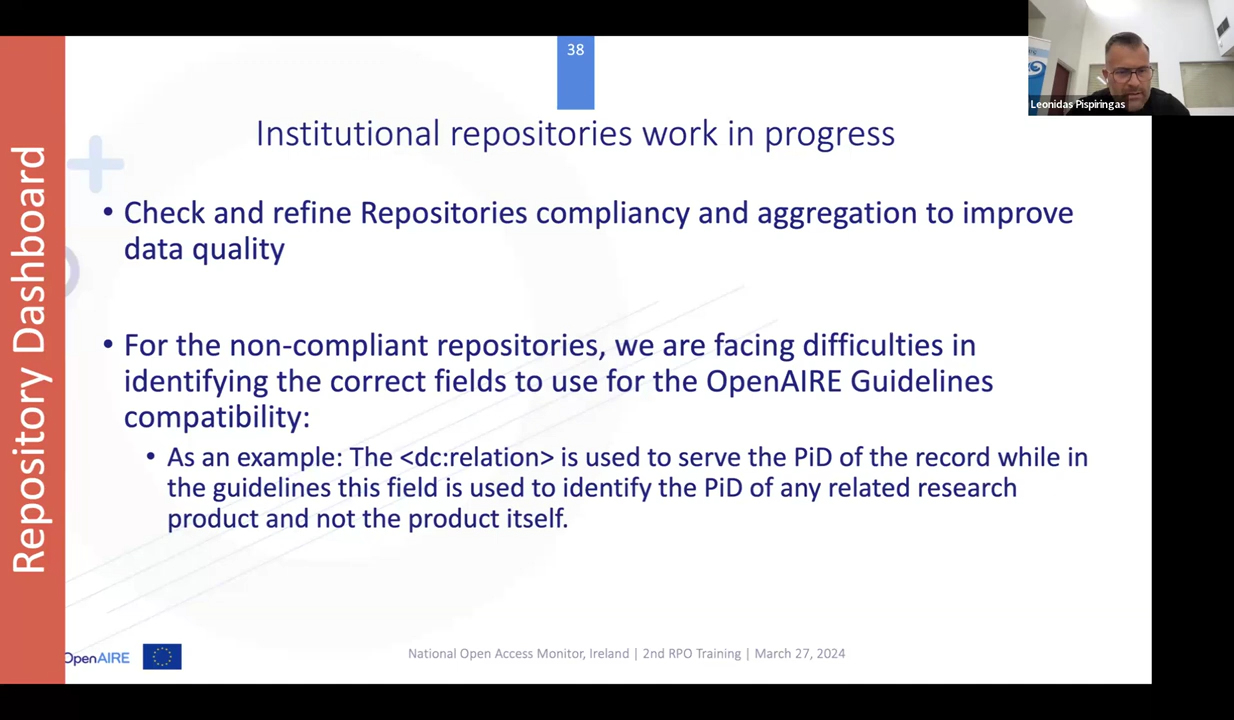 38
Leonidas Pispiringas
Repository Dashboard
Institutional repositories work in progress
• Check and refine Repositories compliancy and aggregation to improve
data quality
• For the non-compliant repositories, we are facing difficulties in
identifying the correct fields to use for the OpenAIRE Guidelines
compatibility:
• As an example: The <dc:relation> is used to serve the PiD of the record while in
the guidelines this field is used to identify the PiD of any related research
product and not the product itself.
OpenAIRE
National Open Access Monitor, Ireland | 2nd RPO Training | March 27, 2024